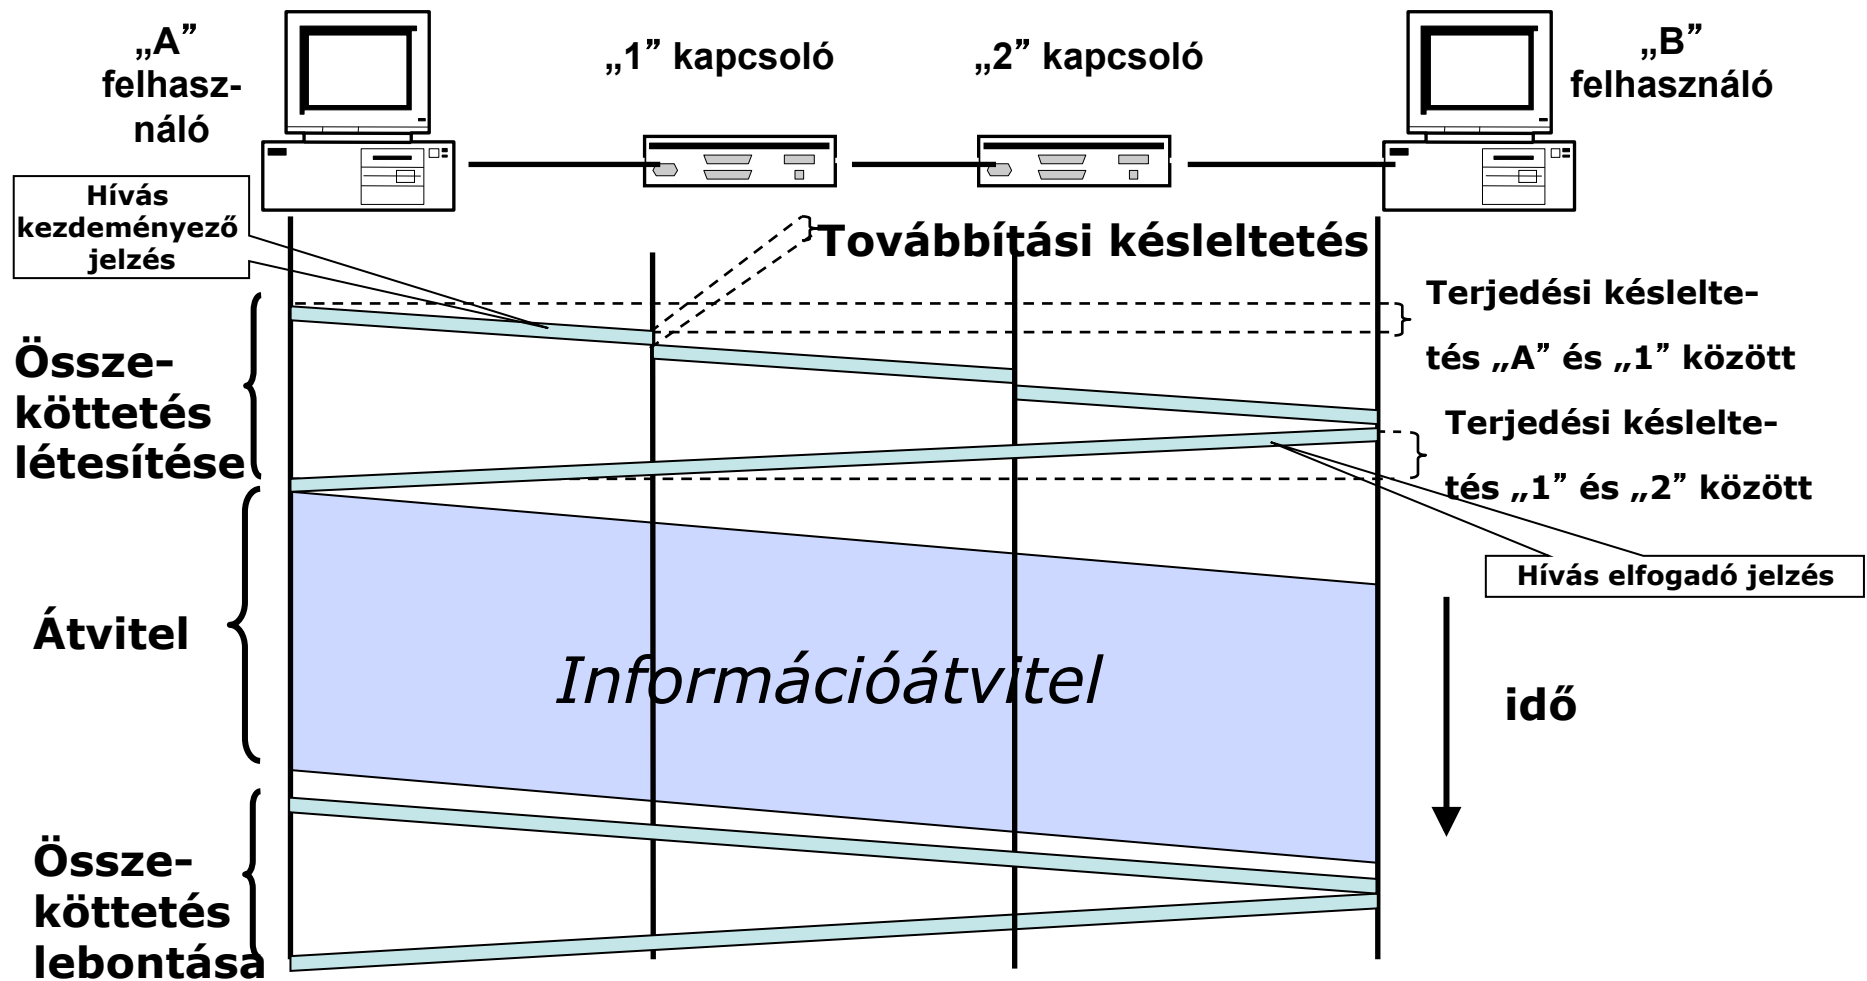 „A”
felhasz-
náló
„1” kapcsoló
„2” kapcsoló
„B”
felhasználó
Hívás
kezdeményező
jelzés
Továbbítási késleltetés
Terjedési késlelte-
tés „A” és „1” között
Össze-
köttetés
létesítése
Terjedési késlelte-
tés „1” és „2” között
Hívás elfogadó jelzés
Átvitel
Információátvitel
idő
Össze-
köttetés
lebontása